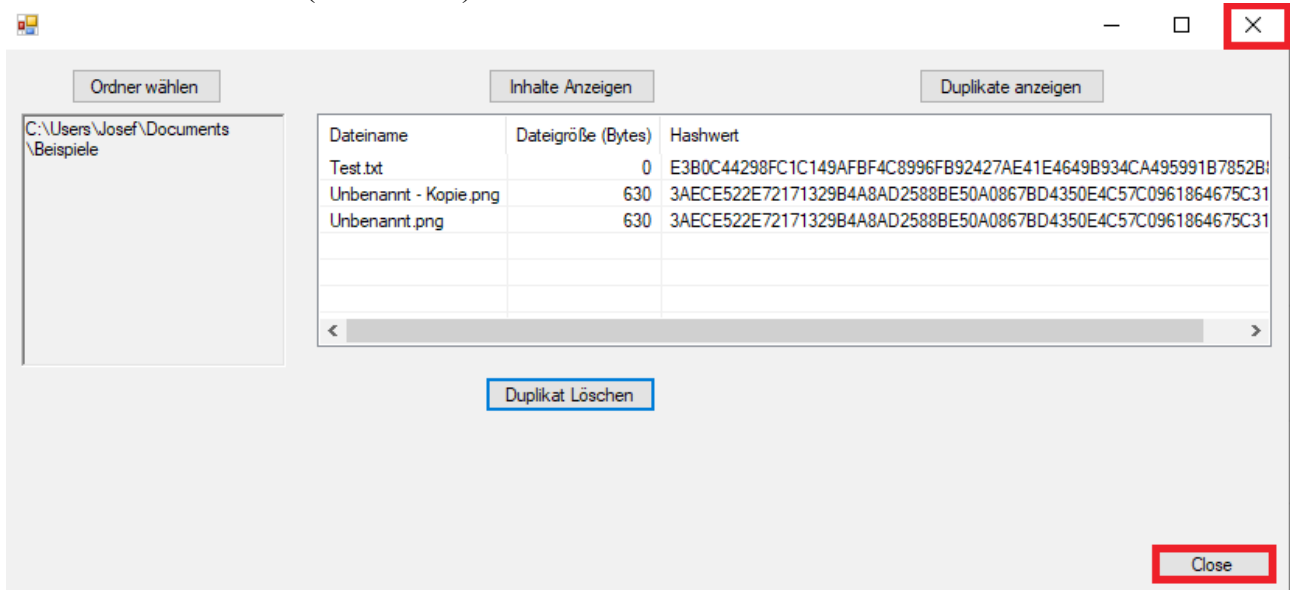 Ordner wählen
Inhalte Anzeigen
Duplikate anzeigen
C:\Users\Josef\Documents
\Beispiele
Dateiname Dateigröße (Bytes) Hashwert
Test.txt 0 E3B0C44298FC1C149AFBF4C8996FB92427AE41E4649B934CA495991B7852B8
Unbenannt - Kopie.png 630 3AECE522E72171329B4A8AD2588BE50A0867BD4350E4C57C0961864675C31
Unbenannt.png 630 3AECE522E72171329B4A8AD2588BE50A0867BD4350E4C57C0961864675C31
Duplikat Löschen
Close